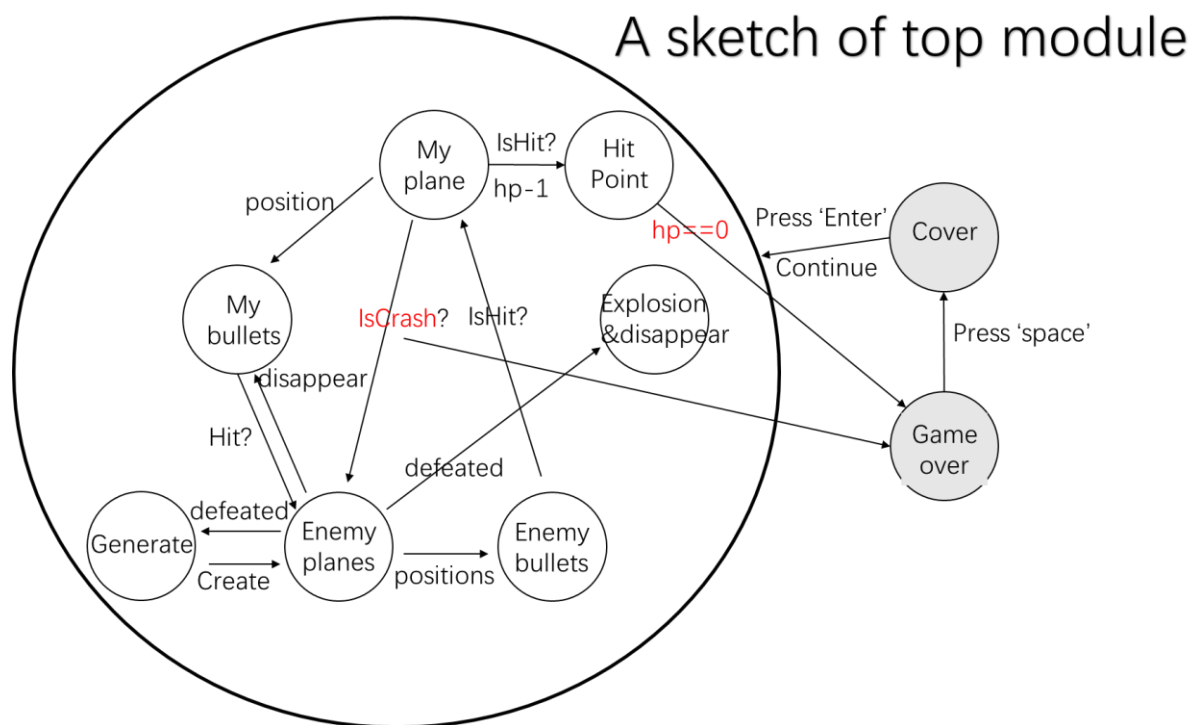 A sketch of top module
My
plane
IsHit?
hp-1
Hit
Point
position
hp==0
Press ‘Enter’
Continue
Cover
My
bullets
IsCrash?
IsHit?
Explosion
&disappear
Press ‘space’
disappear
Hit?
defeated
Game
over
Generate
defeated
Create
Enemy
planes
positions
Enemy
bullets